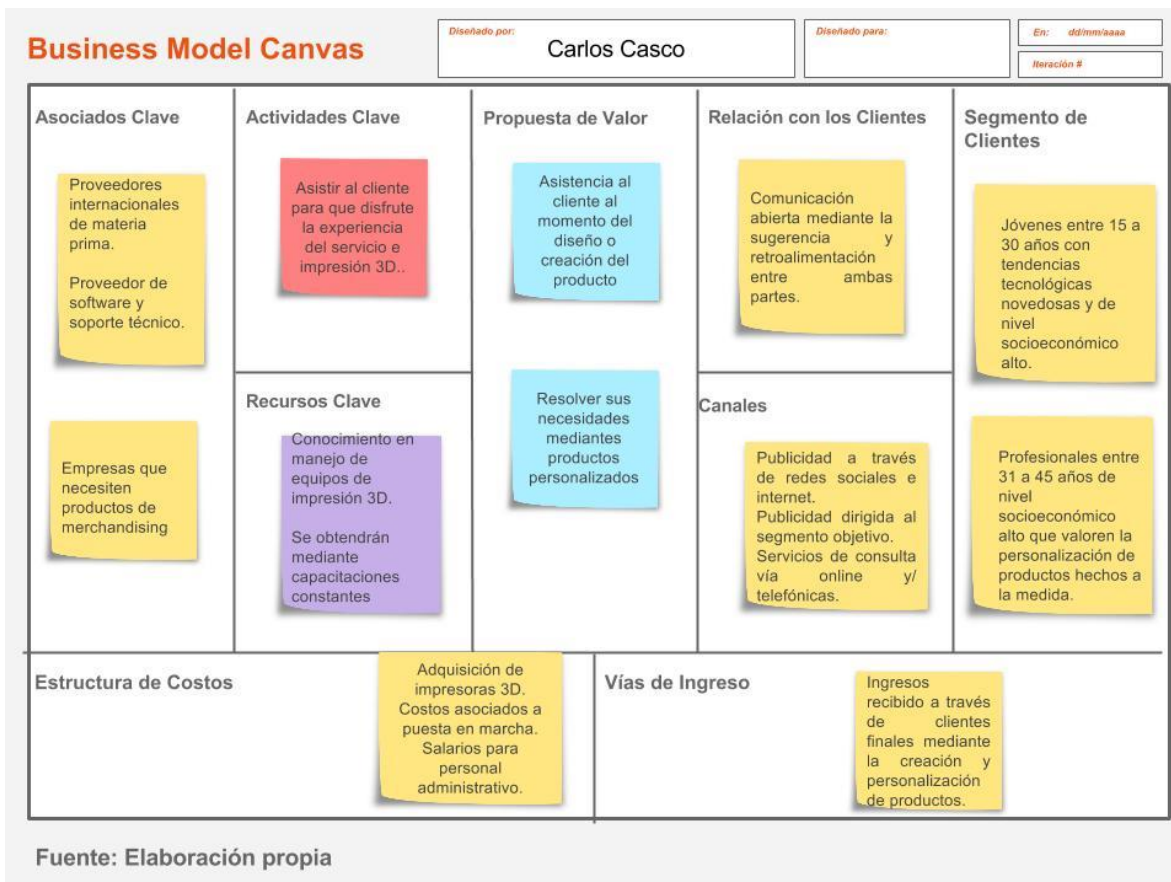 Business Model Canvas
Diseñado por:
Carlos Casco
Diseñado para:
En: dd/mm/aaaa
Iteración #
Asociados Clave
Proveedores
internacionales
de materia
prima.
Proveedor de
software y
soporte técnico.
Empresas que
necesiten
productos de
merchandising
Actividades Clave
Asistir al cliente
para que disfrute
la experiencia
del servicio e
impresión 3D..
Recursos Clave
Conocimiento en
manejo de
equipos de
impresión 3D.
Se obtendrán
mediante
capacitaciones
constantes
Propuesta de Valor
Asistencia al
cliente al
momento del
diseño o
creación del
producto
Resolver sus
necesidades
mediantes
productos
personalizados
Relación con los Clientes
Comunicación
abierta mediante la
sugerencia y
retroalimentación
entre ambas
partes.
Canales
Publicidad a través
de redes sociales e
internet.
Publicidad dirigida al
segmento objetivo.
Servicios de consulta
vía online y/
telefónicas.
Segmento de
Clientes
Jóvenes entre 15 a
30 años con
tendencias
tecnológicas
novedosas y de
nivel
socioeconómico
alto.
Profesionales entre
31 a 45 años de
nivel
socioeconómico
alto que valoren la
personalización de
productos hechos a
la medida.
Estructura de Costos
Adquisición de
impresoras 3D.
Costos asociados a
puesta en marcha.
Salarios para
personal
administrativo.
Vías de Ingreso
Ingresos
recibido a través
de clientes
finales mediante
la creación y
personalización
de productos.
Fuente: Elaboración propia